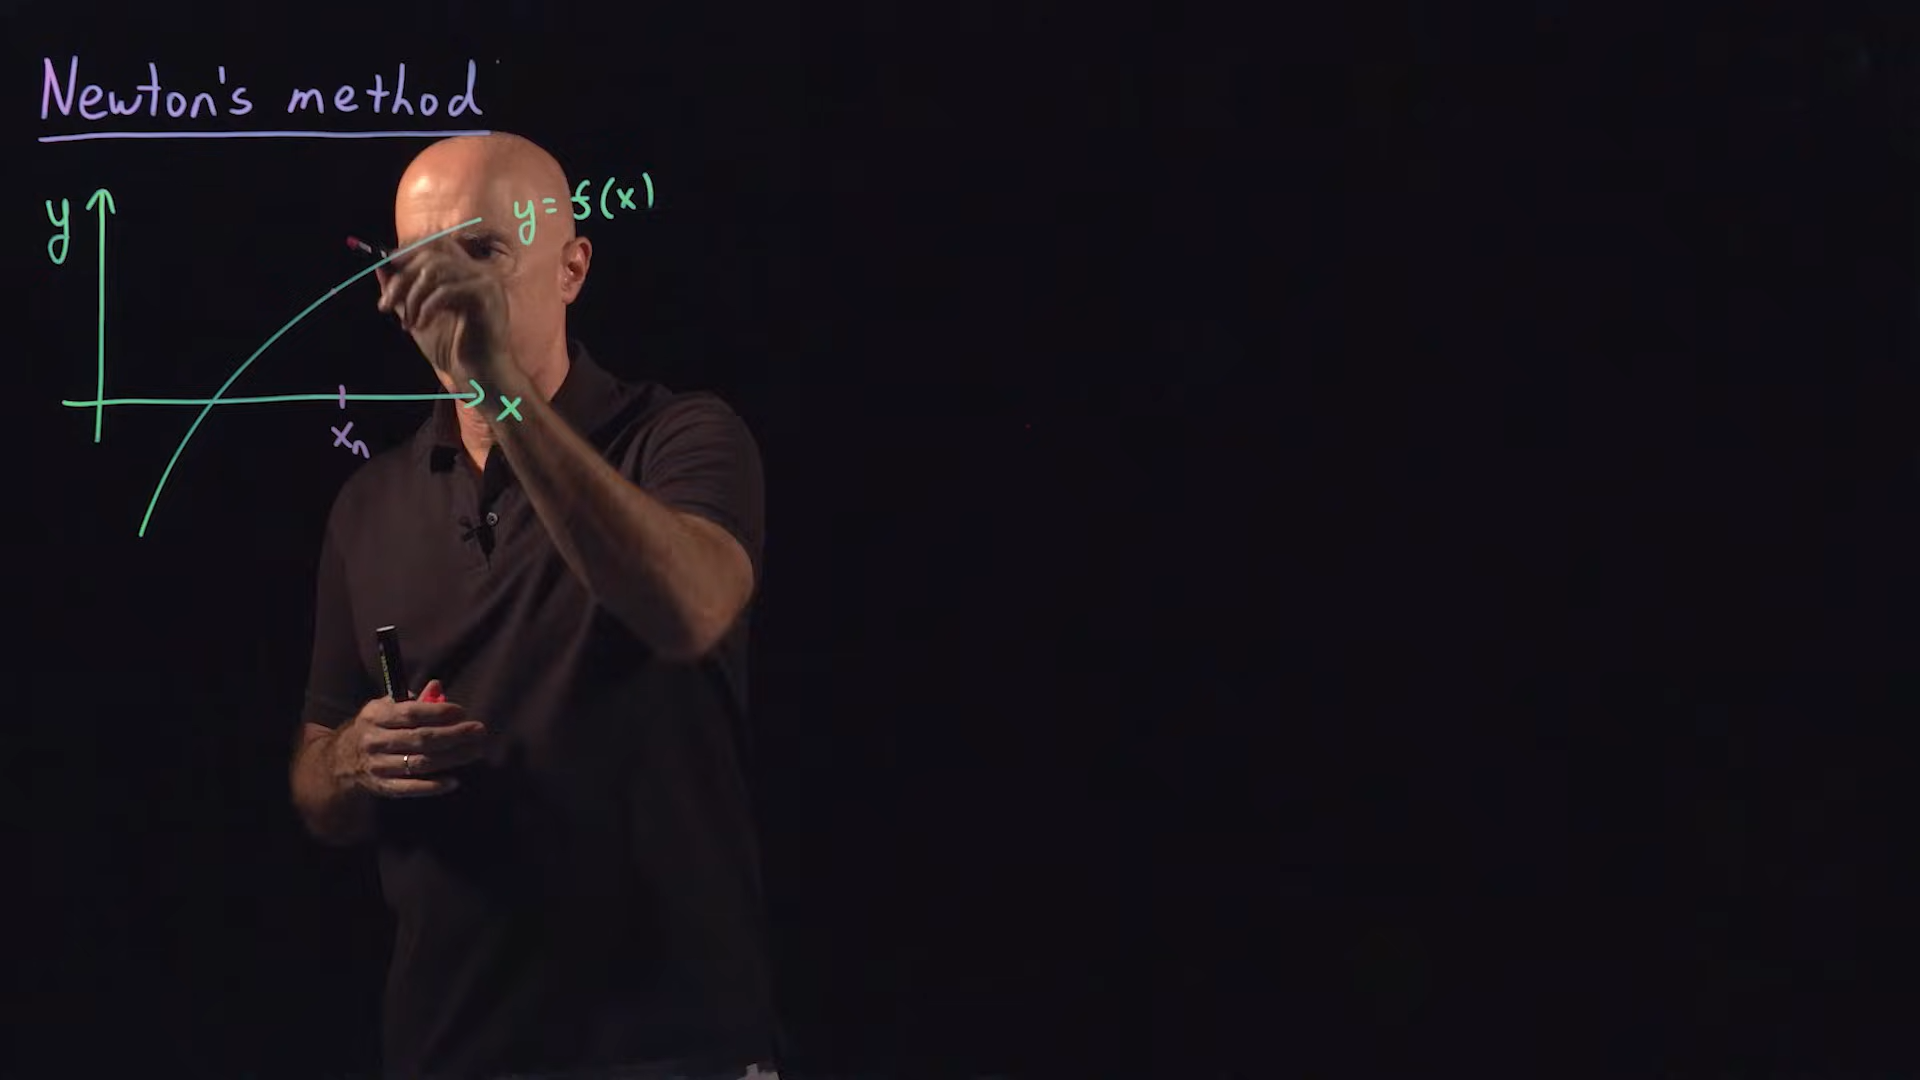 Newton's method
y
y = f(x)
x
xₙ